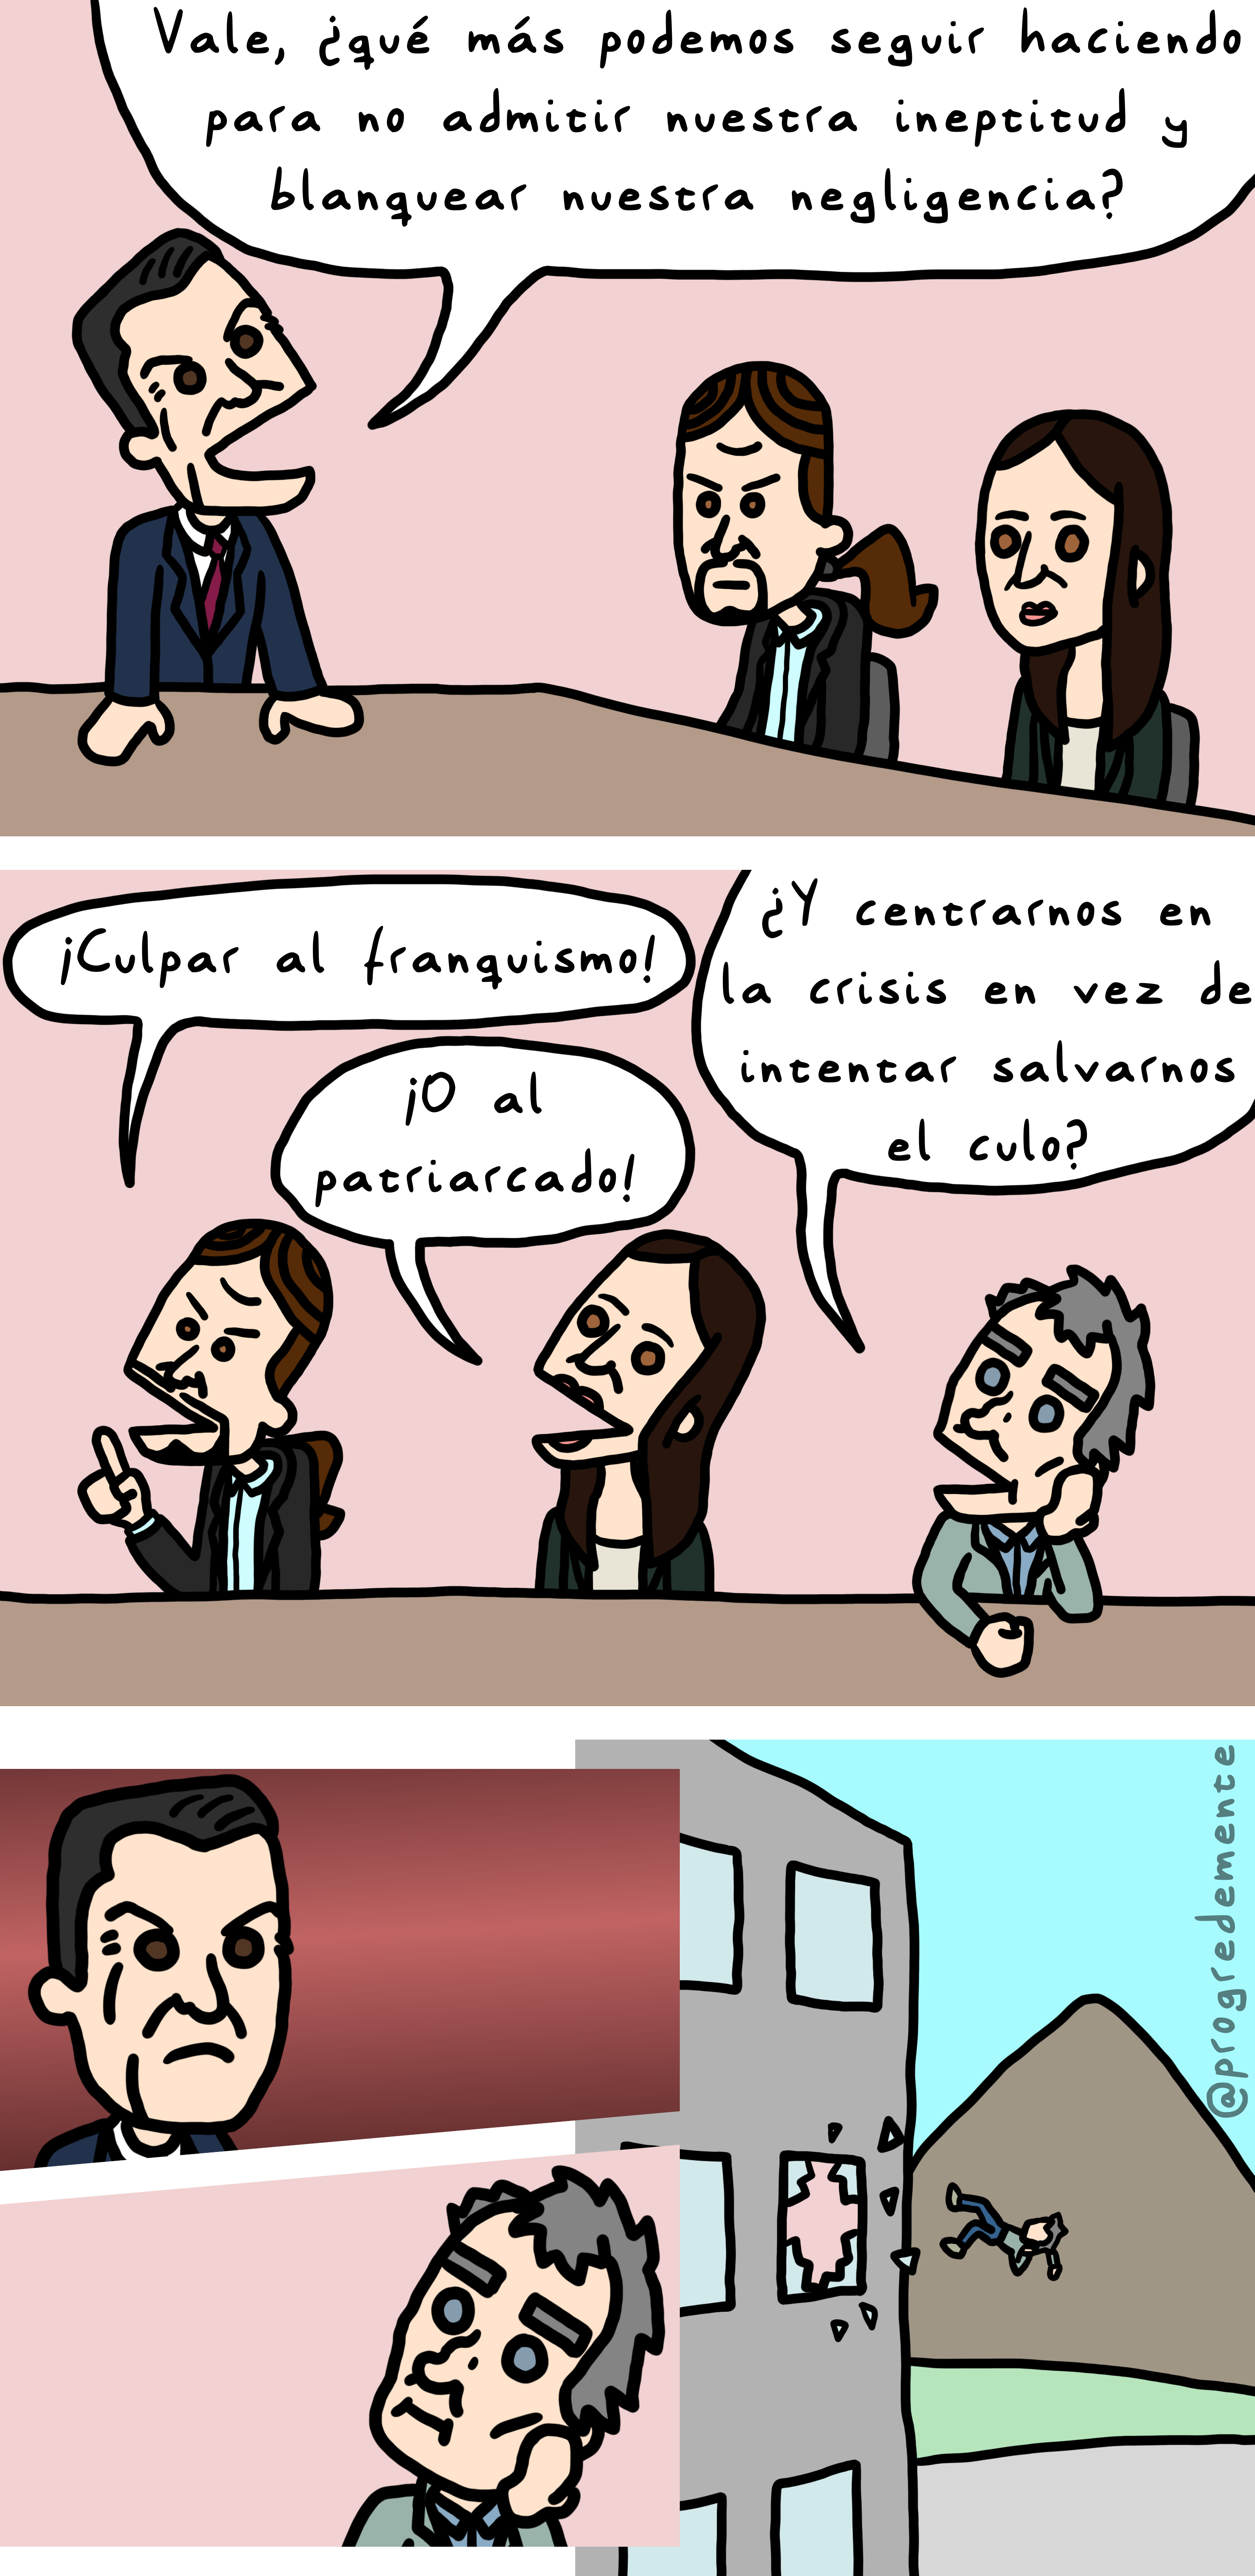 Vale, ¿qué más podemos seguir haciendo
para no admitir nuestra ineptitud y
blanquear nuestra negligencia?
¡Culpar al franquismo!
¡O al
patriarcado!
¿Y centrarnos en
la crisis en vez de
intentar salvarnos
el culo?
@progredemente